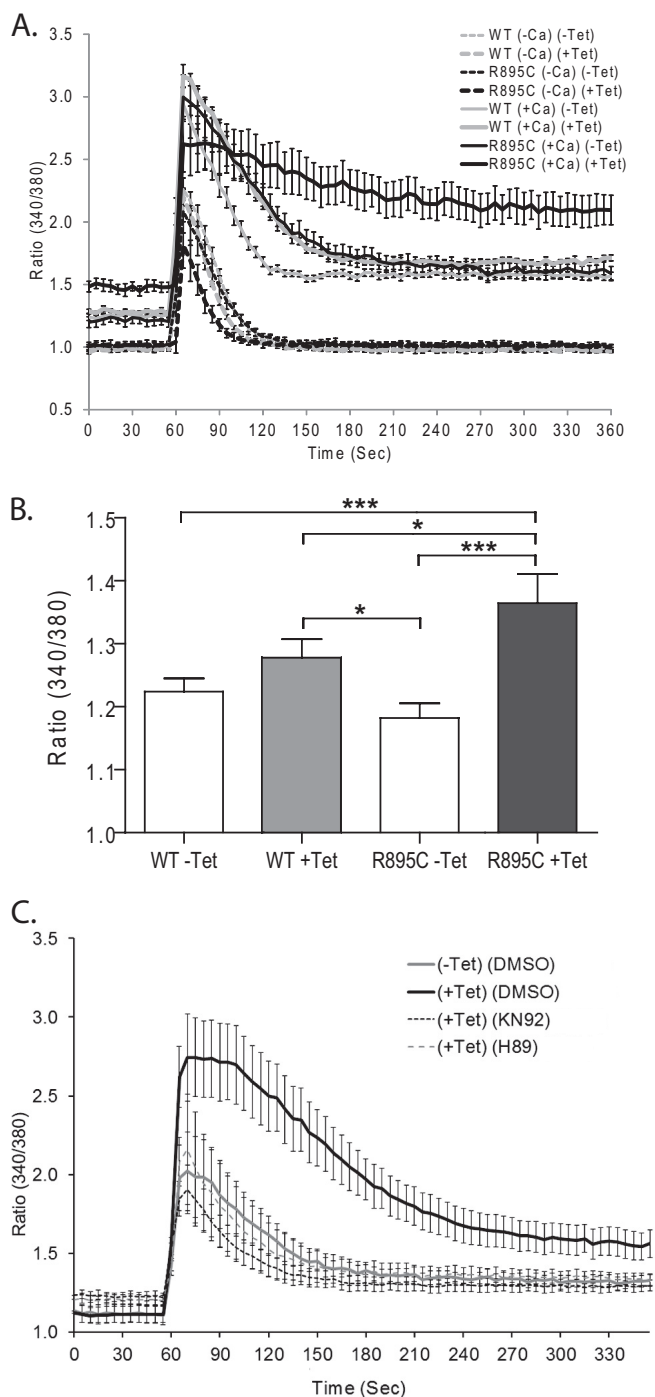 A.
3.5
3.0
2.5
2.0
1.5
1.0
0.5
Ratio (340/380)
WT (-Ca) (-Tet)
WT (-Ca) (+Tet)
R895C (-Ca) (-Tet)
R895C (-Ca) (+Tet)
WT (+Ca) (-Tet)
WT (+Ca) (+Tet)
R895C (+Ca) (-Tet)
R895C (+Ca) (+Tet)
0 30 60 90 120 150 180 210 240 270 300 330 360
Time (Sec)
B.
1.5
1.4
1.3
1.2
1.1
1.0
Ratio (340/380)
***
*
***
*
WT -Tet WT +Tet R895C -Tet R895C +Tet
C.
3.5
3.0
2.5
2.0
1.5
1.0
Ratio (340/380)
(-Tet) (DMSO)
(+Tet) (DMSO)
(+Tet) (KN92)
(+Tet) (H89)
0 30 60 90 120 150 180 210 240 270 300 330
Time (Sec)